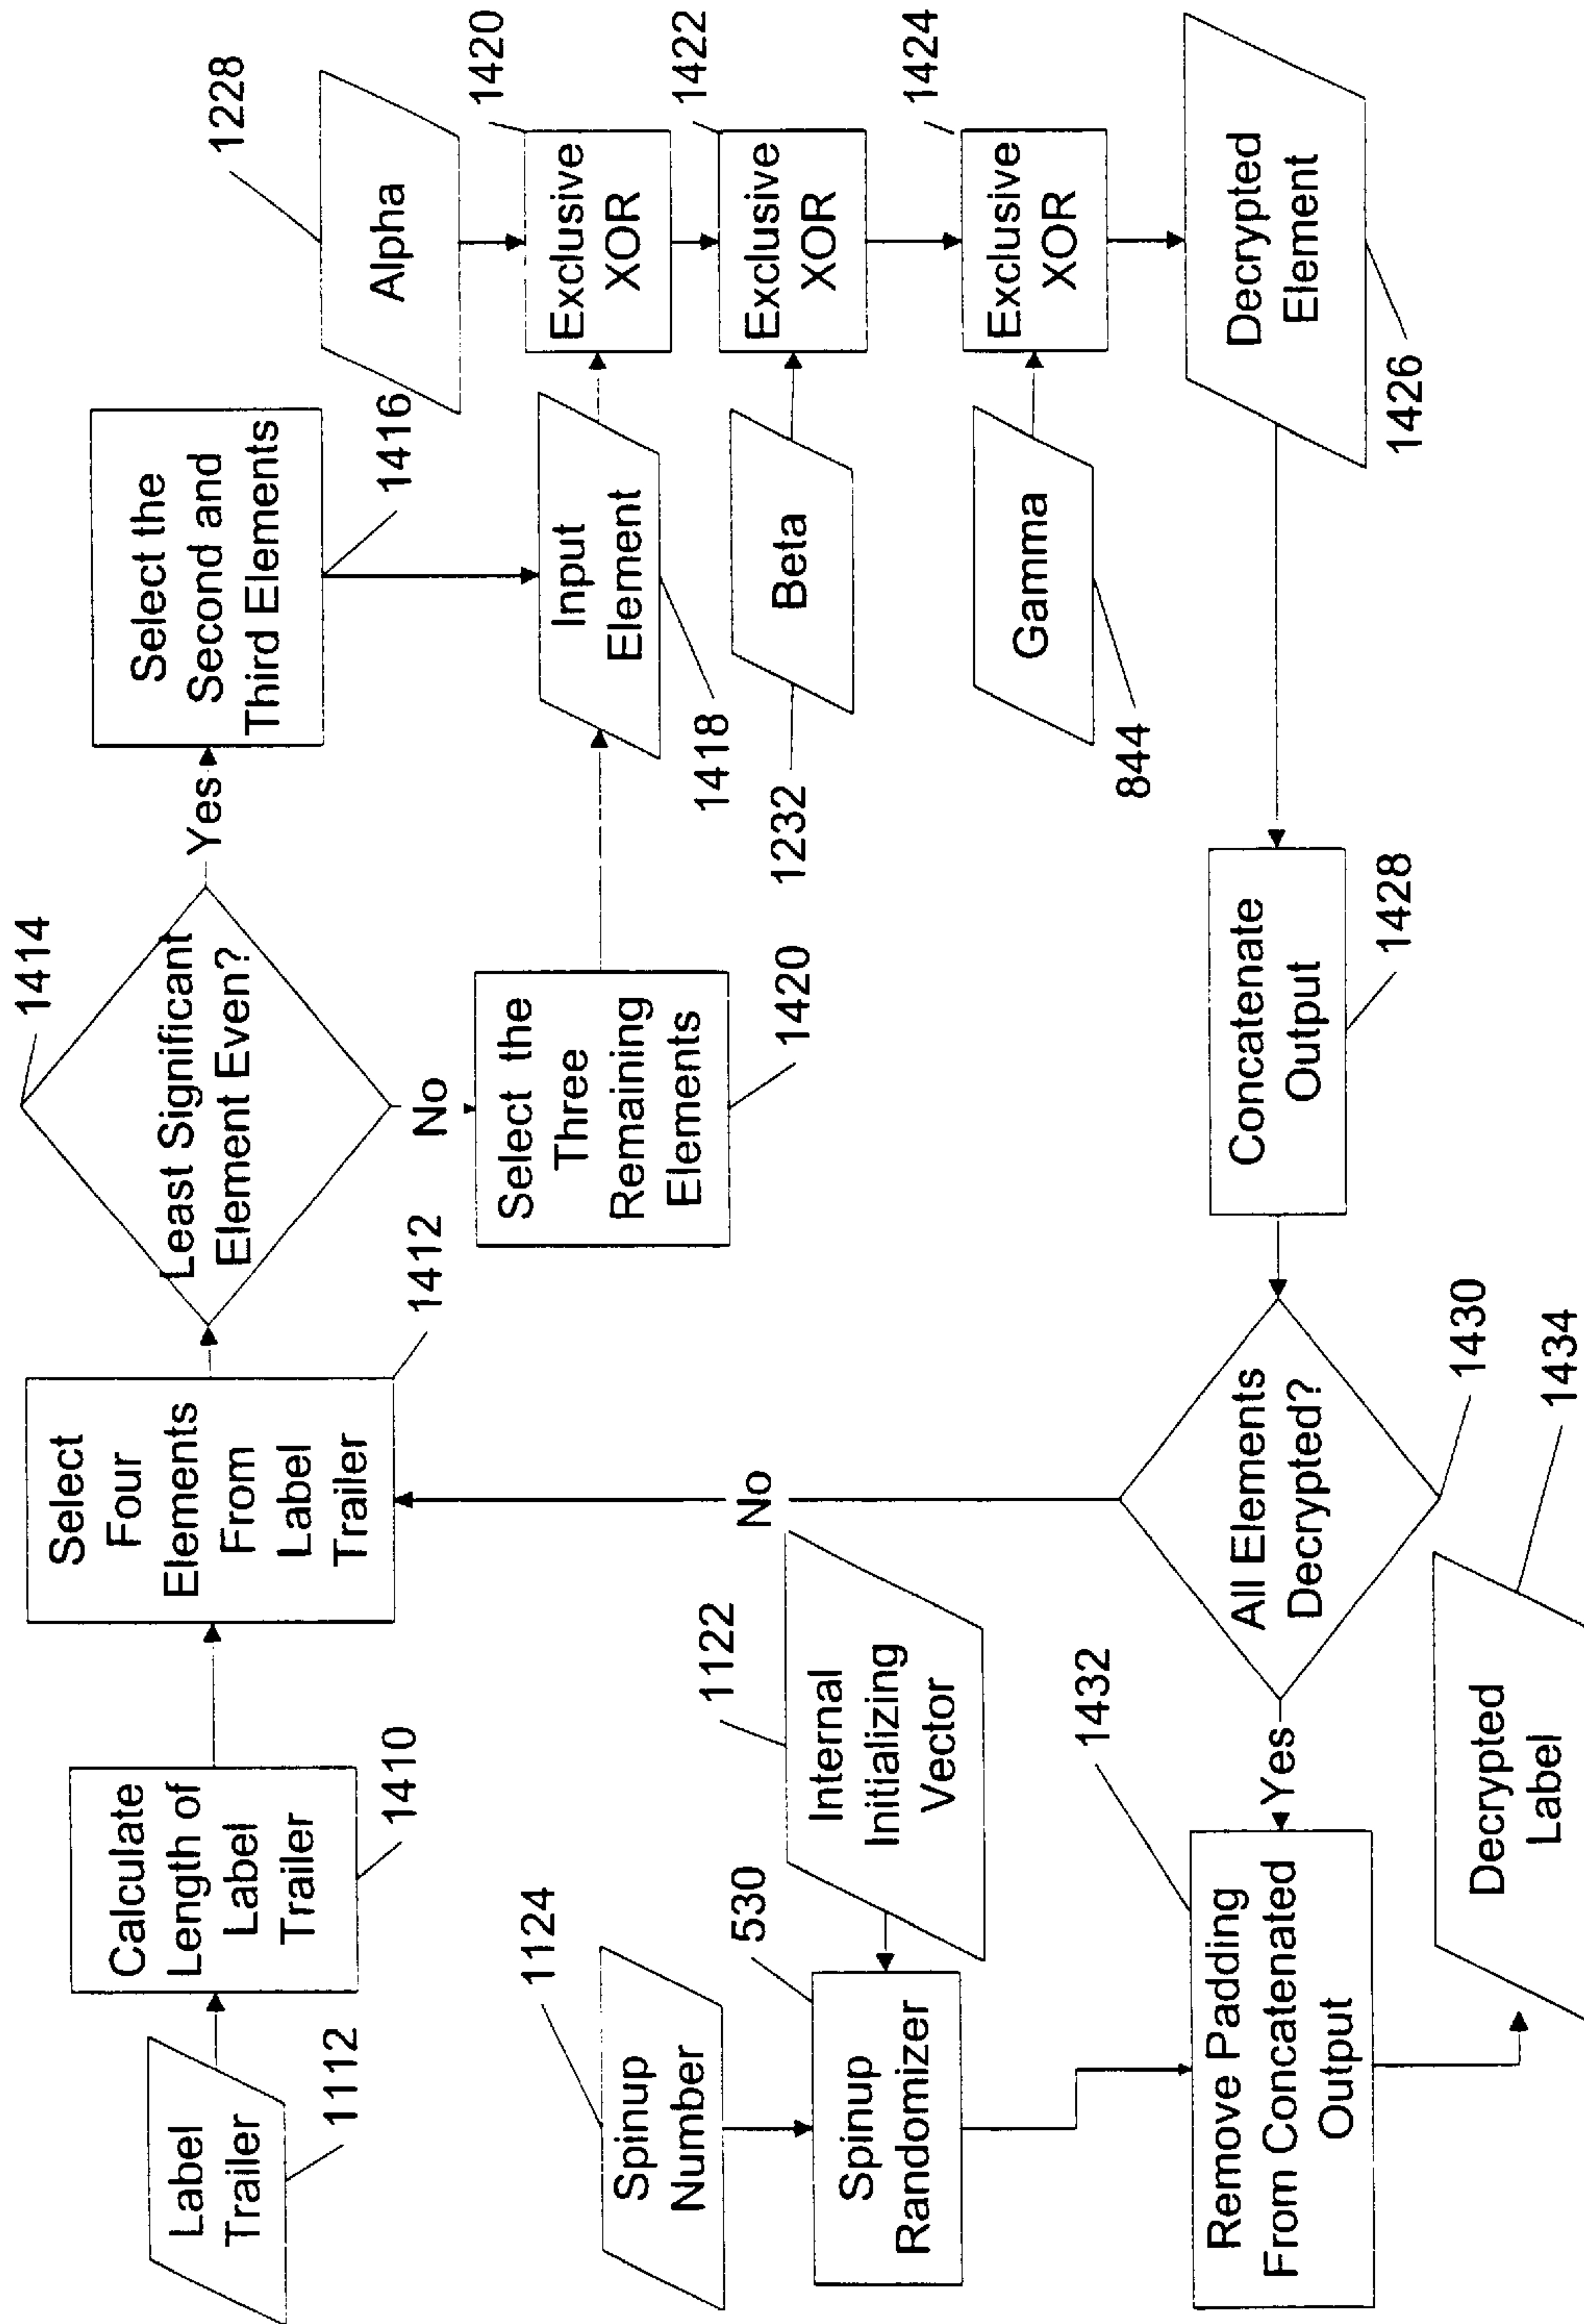 Label
Trailer
1112
Calculate
Length of
Label
Trailer
1410
Select
Four
Elements
From
Label
Trailer
1412
Least Significant
Element Even?
1414
Yes
No
Select the
Second and
Third Elements
1416
Select the
Three
Remaining
Elements
1420
Input
Element
1418
Alpha
1228
Exclusive
XOR
1420
Beta
1232
Exclusive
XOR
1422
Gamma
844
Exclusive
XOR
1424
Decrypted
Element
1426
Concatenate
Output
1428
All Elements
Decrypted?
1430
No
Yes
Spinup
Number
1124
Internal
Initializing
Vector
1122
Spinup
Randomizer
530
Remove Padding
From Concatenated
Output
1432
Decrypted
Label
1434